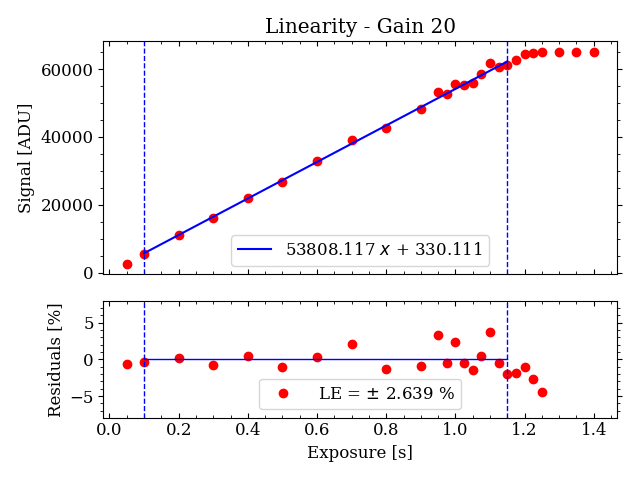 Linearity - Gain 20
60000
40000
20000
0
Signal [ADU]
53808.117 x + 330.111
5
0
−5
Residuals [%]
LE = ± 2.639 %
0.0 0.2 0.4 0.6 0.8 1.0 1.2 1.4
Exposure [s]